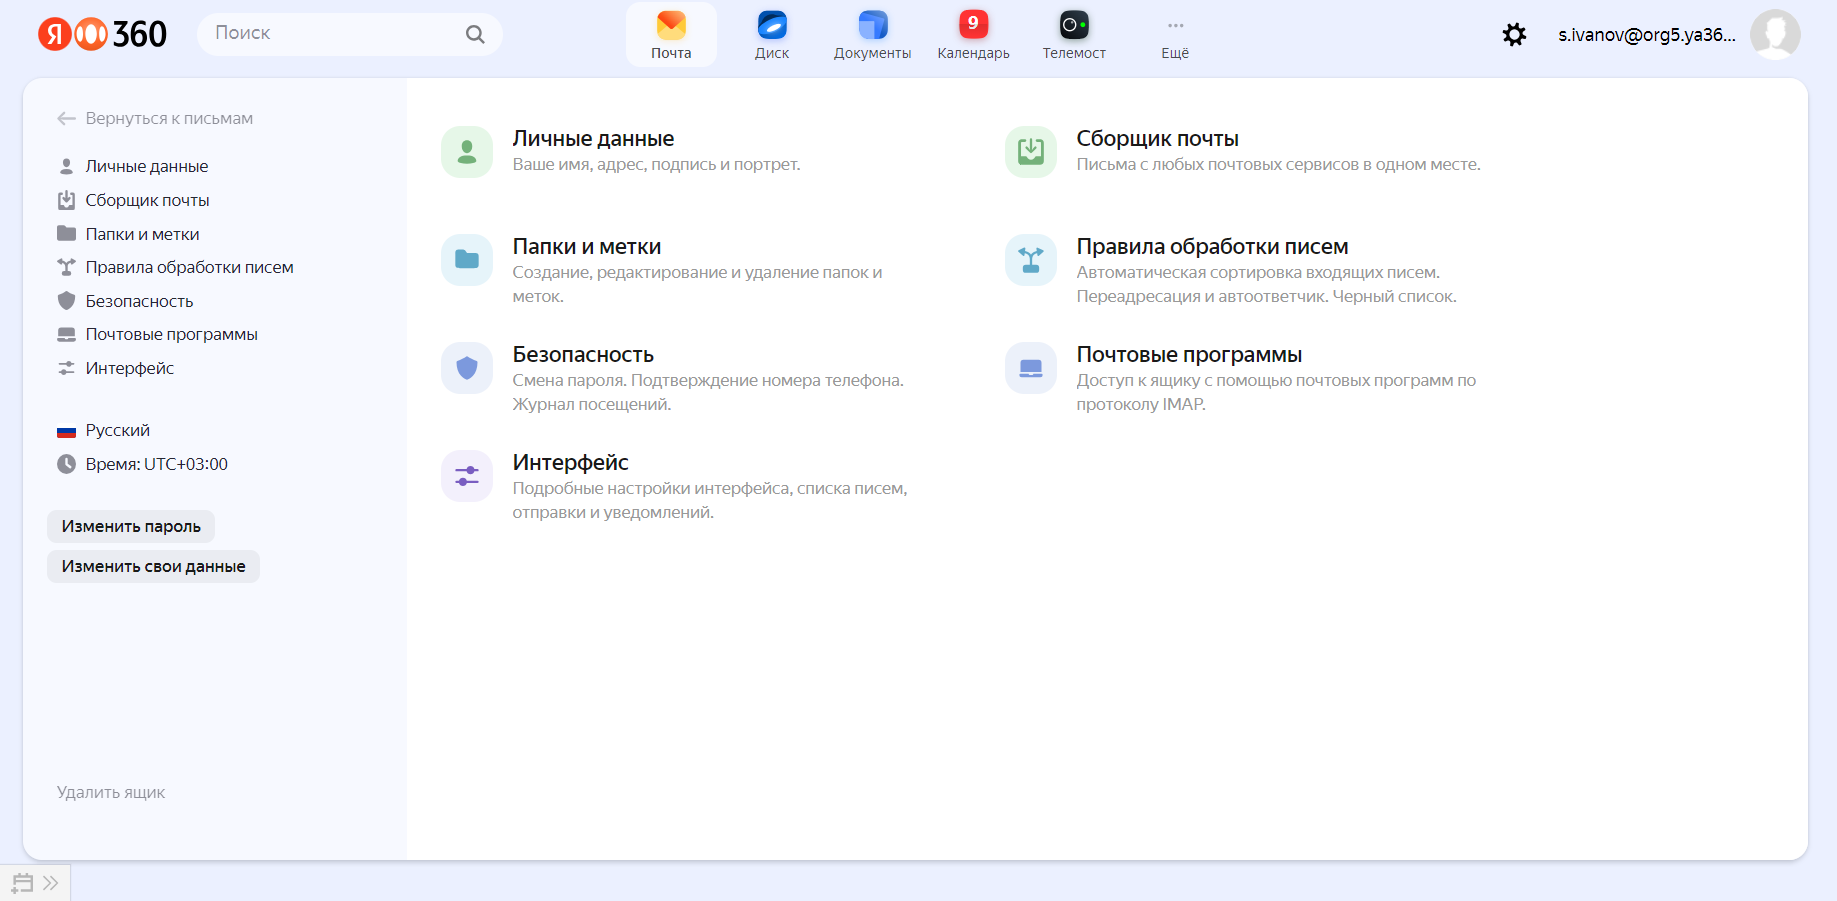 Я 360
Поиск
Почта
Диск
Документы
9
Календарь
Телемост
Ещё
s.ivanov@org5.ya36...
Вернуться к письмам
Личные данные
Сборщик почты
Папки и метки
Правила обработки писем
Безопасность
Почтовые программы
Интерфейс
Русский
Время: UTC+03:00
Изменить пароль
Изменить свои данные
Удалить ящик
Личные данные
Ваше имя, адрес, подпись и портрет.
Сборщик почты
Письма с любых почтовых сервисов в одном месте.
Папки и метки
Создание, редактирование и удаление папок и
меток.
Правила обработки писем
Автоматическая сортировка входящих писем.
Переадресация и автоответчик. Черный список.
Безопасность
Смена пароля. Подтверждение номера телефона.
Журнал посещений.
Почтовые программы
Доступ к ящику с помощью почтовых программ по
протоколу IMAP.
Интерфейс
Подробные настройки интерфейса, списка писем,
отправки и уведомлений.